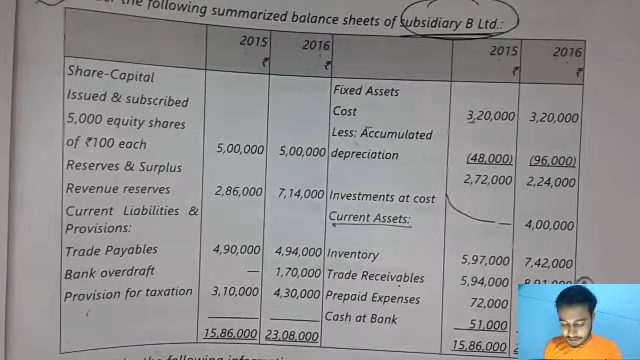 the following summarized balance sheets of subsidiary B Ltd.:
2015 2016 2015 2016
₹ ₹ ₹ ₹
Share-Capital
Fixed Assets
Issued & subscribed Cost 3,20,000 3,20,000
5,000 equity shares Less: Accumulated
of ₹100 each 5,00,000 5,00,000 depreciation (48,000) (96,000)
Reserves & Surplus 2,72,000 2,24,000
Revenue reserves 2,86,000 7,14,000 Investments at cost — 4,00,000
Current Liabilities & Current Assets:
Provisions:
Trade Payables 4,90,000 4,94,000 Inventory 5,97,000 7,42,000
Bank overdraft — 1,70,000 Trade Receivables 5,94,000
Provision for taxation 3,10,000 4,30,000 Prepaid Expenses 72,000
Cash at Bank 51,000
15,86,000 23,08,000 15,86,000
the following